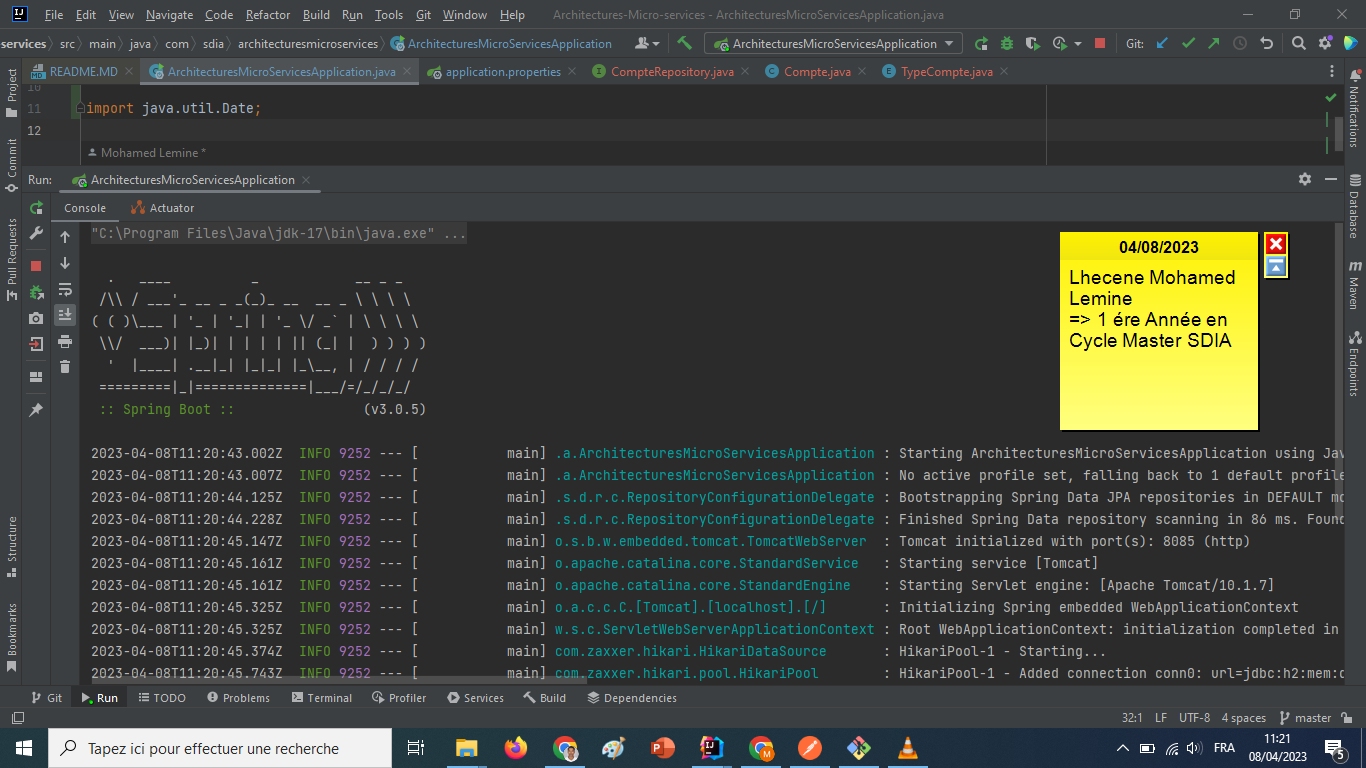 File Edit View Navigate Code Refactor Build Run Tools Git Window Help Architectures-Micro-services - ArchitecturesMicroServicesApplication.java
services src main java com sdia architecturesmicroservices ArchitecturesMicroServicesApplication ArchitecturesMicroServicesApplication Git:
README.MD ArchitecturesMicroServicesApplication.java application.properties CompteRepository.java Compte.java TypeCompte.java
10
11 import java.util.Date;
12
Mohamed Lemine *
Run: ArchitecturesMicroServicesApplication
Console Actuator
"C:\Program Files\Java\jdk-17\bin\java.exe" ...
  .   ____          _            __ _ _
 /\\ / ___'_ __ _ _(_)_ __  __ _ \ \ \ \
( ( )\___ | '_ | '_| | '_ \/ _` | \ \ \ \
 \\/  ___)| |_)| | | | | || (_| |  ) ) ) )
  '  |____| .__|_| |_|_| |_\__, | / / / /
 =========|_|==============|___/=/_/_/_/
 :: Spring Boot ::                (v3.0.5)
2023-04-08T11:20:43.002Z  INFO 9252 --- [           main] .a.ArchitecturesMicroServicesApplication : Starting ArchitecturesMicroServicesApplication using Jav
2023-04-08T11:20:43.007Z  INFO 9252 --- [           main] .a.ArchitecturesMicroServicesApplication : No active profile set, falling back to 1 default profile
2023-04-08T11:20:44.125Z  INFO 9252 --- [           main] .s.d.r.c.RepositoryConfigurationDelegate : Bootstrapping Spring Data JPA repositories in DEFAULT mo
2023-04-08T11:20:44.228Z  INFO 9252 --- [           main] .s.d.r.c.RepositoryConfigurationDelegate : Finished Spring Data repository scanning in 86 ms. Found
2023-04-08T11:20:45.147Z  INFO 9252 --- [           main] o.s.b.w.embedded.tomcat.TomcatWebServer  : Tomcat initialized with port(s): 8085 (http)
2023-04-08T11:20:45.161Z  INFO 9252 --- [           main] o.apache.catalina.core.StandardService   : Starting service [Tomcat]
2023-04-08T11:20:45.161Z  INFO 9252 --- [           main] o.apache.catalina.core.StandardEngine    : Starting Servlet engine: [Apache Tomcat/10.1.7]
2023-04-08T11:20:45.325Z  INFO 9252 --- [           main] o.a.c.c.C.[Tomcat].[localhost].[/]       : Initializing Spring embedded WebApplicationContext
2023-04-08T11:20:45.325Z  INFO 9252 --- [           main] w.s.c.ServletWebServerApplicationContext : Root WebApplicationContext: initialization completed in
2023-04-08T11:20:45.374Z  INFO 9252 --- [           main] com.zaxxer.hikari.HikariDataSource       : HikariPool-1 - Starting...
2023-04-08T11:20:45.743Z  INFO 9252 --- [           main] com.zaxxer.hikari.pool.HikariPool        : HikariPool-1 - Added connection conn0: url=jdbc:h2:mem:c
04/08/2023
Lhecene Mohamed
Lemine
=> 1 ére Année en
Cycle Master SDIA
Project
Commit
Pull Requests
Structure
Bookmarks
Notifications
Database
Maven
Endpoints
Git Run TODO Problems Terminal Profiler Services Build Dependencies
32:1 LF UTF-8 4 spaces master
Tapez ici pour effectuer une recherche
FRA
11:21
08/04/2023
5